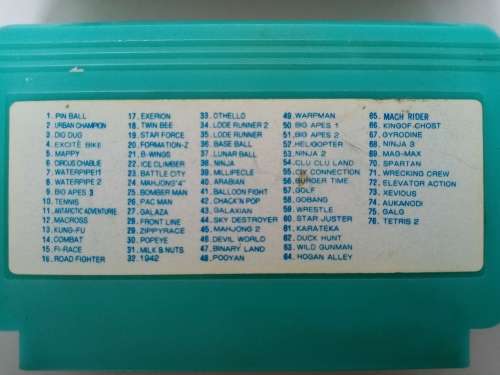 1. PIN BALL
2. URBAN CHAMPION
3. DIG DUG
4. EXCITE BIKE
5. MAPPY
6. CIRCUS CHABLIE
7. WATERPIPE1
8. WATERPIPE 2
9. BIG APES 3
10. TENNIS
11. ANTARCTIC ADVENTURE
12. MACROSS
13. KUNG-FU
14. COMBAT
15. FI-RACE
16. ROAD FIGHTER
17. EXERION
18. TWIN BEE
19. STAR FORCE
20. FORMATION-Z
21. B-WINGS
22. ICE CLIMBER
23. BATTLE CITY
24. MAHJONG"4"
25. BOMBER MAN
26. PAC MAN
27. GALAZA
28. FRONT LINE
29. ZIPPYRACE
30. POPEYE
31. MILK & NUTS
32. 1942
33. OTHELLO
34. LODE RUNNER 2
35. LODE RUNNER
36. BASE BALL
37. LUNAR BALL
38. NINJA
39. MILLIPECLE
40. ARABIAN
41. BALLOON FIGHT
42. CHACK'N POP
43. GALAXIAN
44. SKY DESTROYER
45. MAHJONG 2
46. DEVIL WORLD
47. BINARY LAND
48. POOYAN
49. WARPMAN
50. BIG APES 1
51. BIG APES 2
52. HELICOPTER
53. NINJA 2
54. CLU CLU LAND
55. CONNECTION
56. BURGER TIME
57. GOLF
58. GOBANG
59. WRESTLE
60. STAR JUSTER
61. KARATEKA
62. DUCK HUNT
63. WILD GUNMAN
64. HOGAN ALLEY
65. MACH RIDER
66. KINGOF-GHOST
67. GYRODINE
68. NINJA 3
69. MAD-MAX
70. SPARTAN
71. WRECKING CREW
72. ELEVATOR ACTION
73. XEVIOUS
74. AUKANODI
75. GALG
76. TETRIS 2